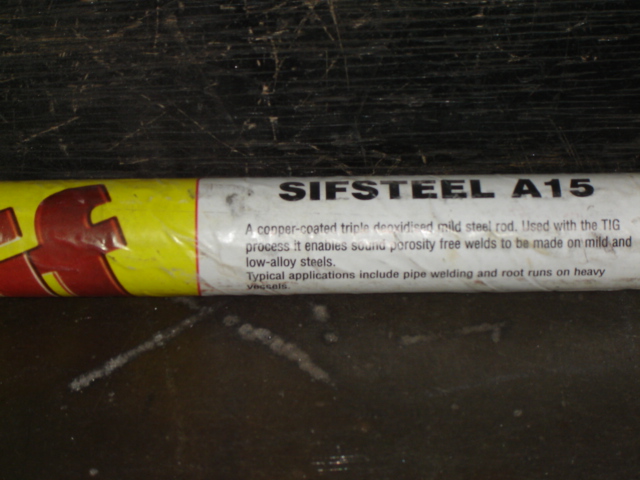 SIFSTEEL A15
A copper-coated triple deoxidised mild steel rod. Used with the TIG
process it enables sound porosity free welds to be made on mild and
low-alloy steels.
Typical applications include pipe welding and root runs on heavy
vessels.